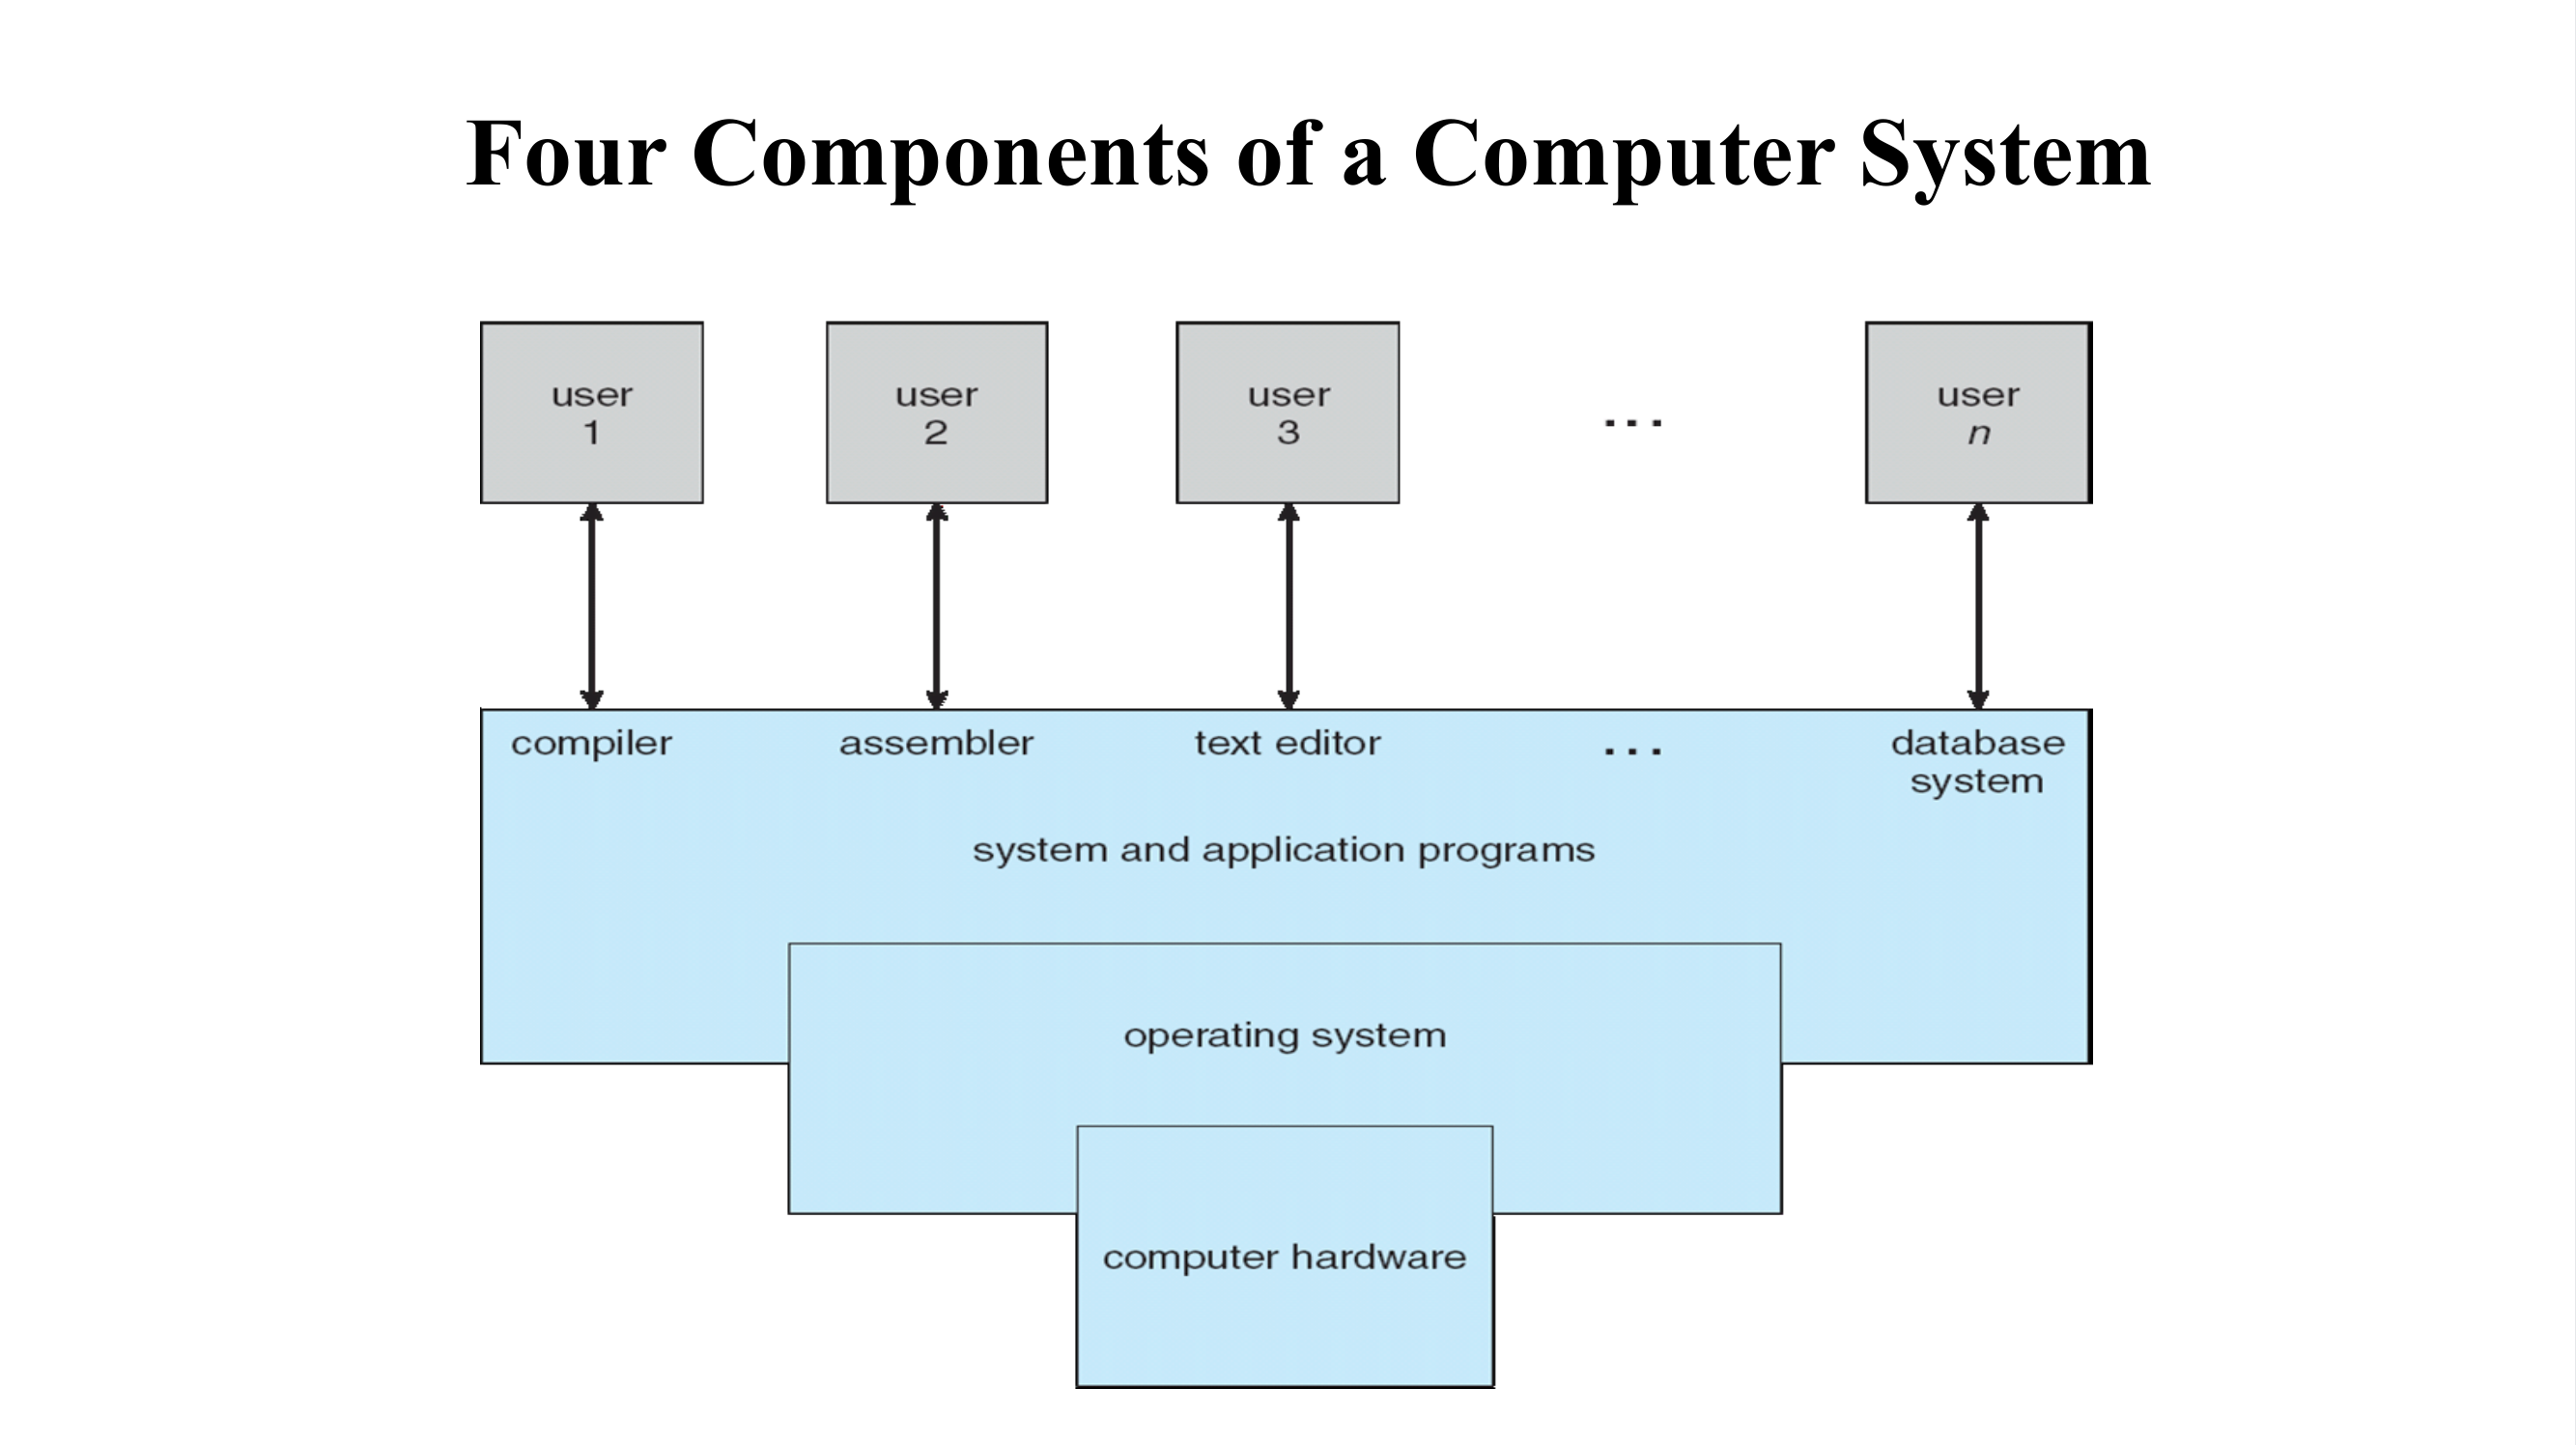 Four Components of a Computer System
user
1
user
2
user
3
...
user
n
compiler
assembler
text editor
...
database
system
system and application programs
operating system
computer hardware